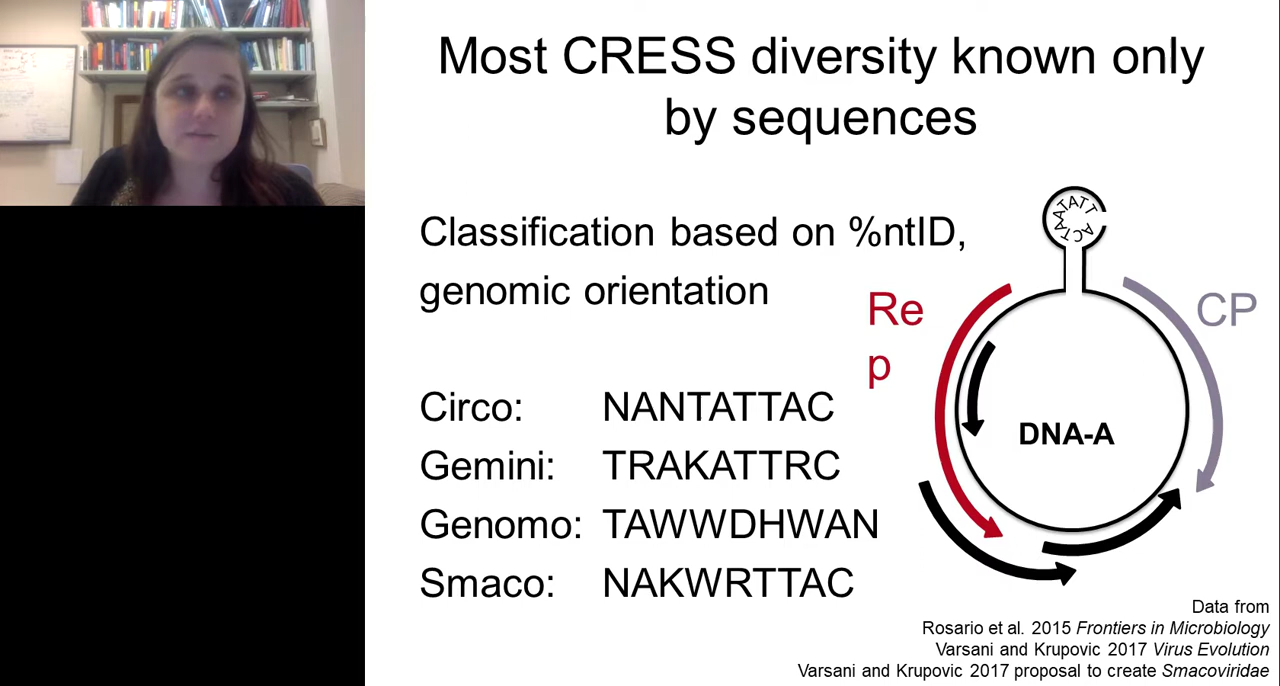 Most CRESS diversity known only
by sequences
Classification based on %ntID,
genomic orientation
Re
p
CP
DNA-A
Circo: NANTATTAC
Gemini: TRAKATTRC
Genomo: TAWWDHWAN
Smaco: NAKWRTTAC
Data from
Rosario et al. 2015 Frontiers in Microbiology
Varsani and Krupovic 2017 Virus Evolution
Varsani and Krupovic 2017 proposal to create Smacoviridae